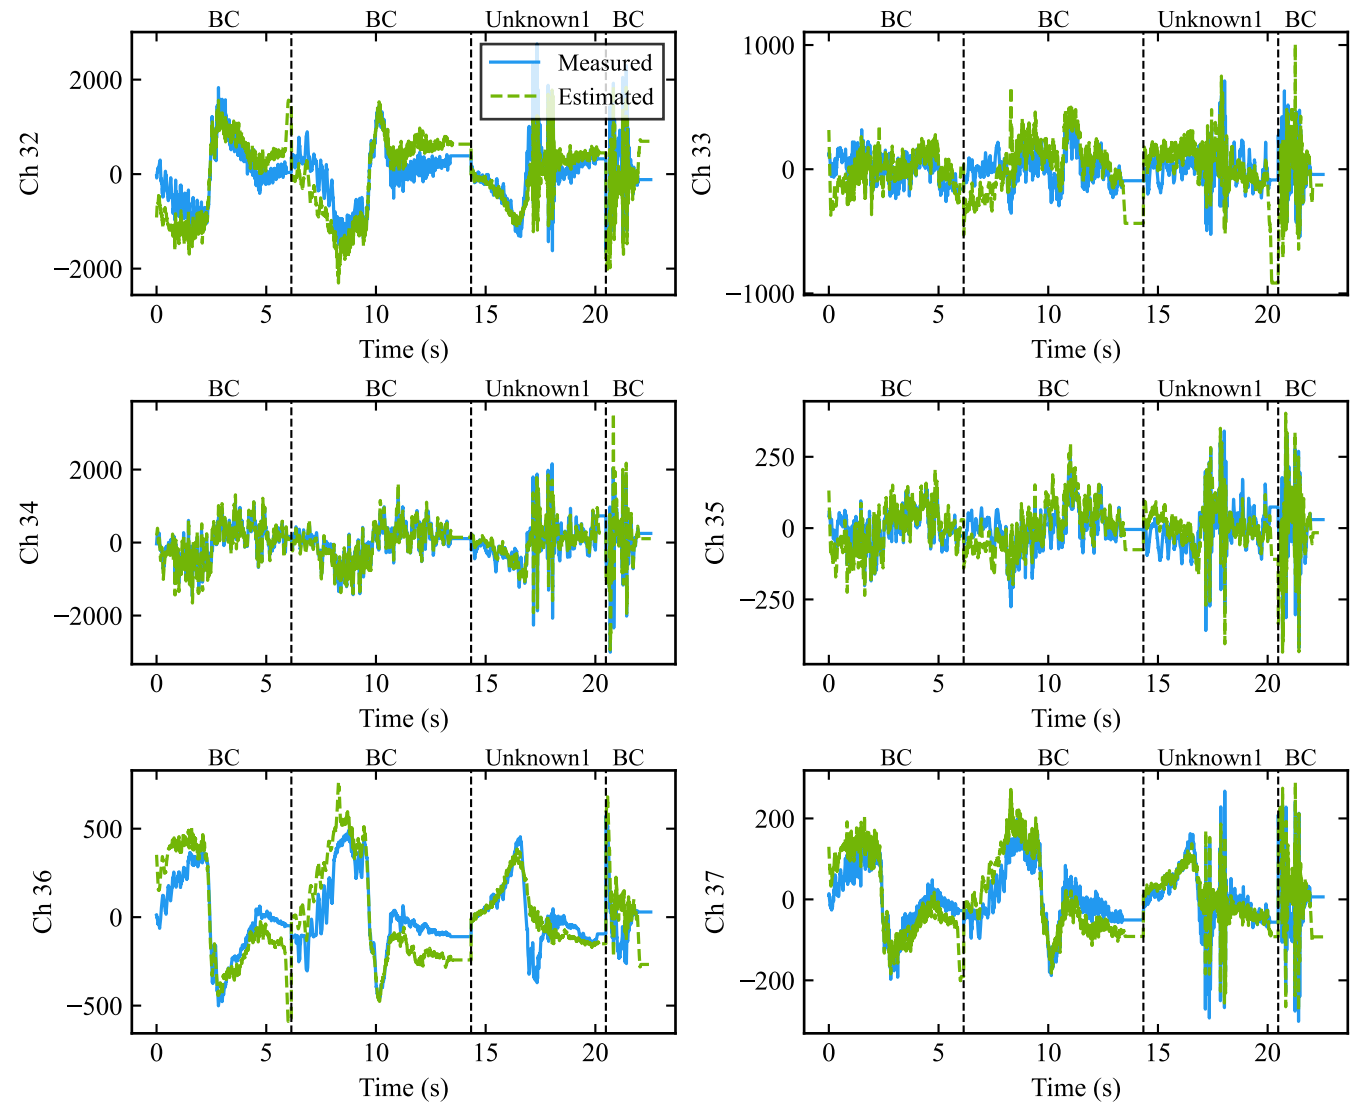 BC BC Unknown1 BC
2000
0
−2000
Ch 32
Measured
Estimated
0 5 10 15 20
Time (s)
BC BC Unknown1 BC
1000
0
−1000
Ch 33
0 5 10 15 20
Time (s)
BC BC Unknown1 BC
2000
0
−2000
Ch 34
0 5 10 15 20
Time (s)
BC BC Unknown1 BC
250
0
−250
Ch 35
0 5 10 15 20
Time (s)
BC BC Unknown1 BC
500
0
−500
Ch 36
0 5 10 15 20
Time (s)
BC BC Unknown1 BC
200
0
−200
Ch 37
0 5 10 15 20
Time (s)